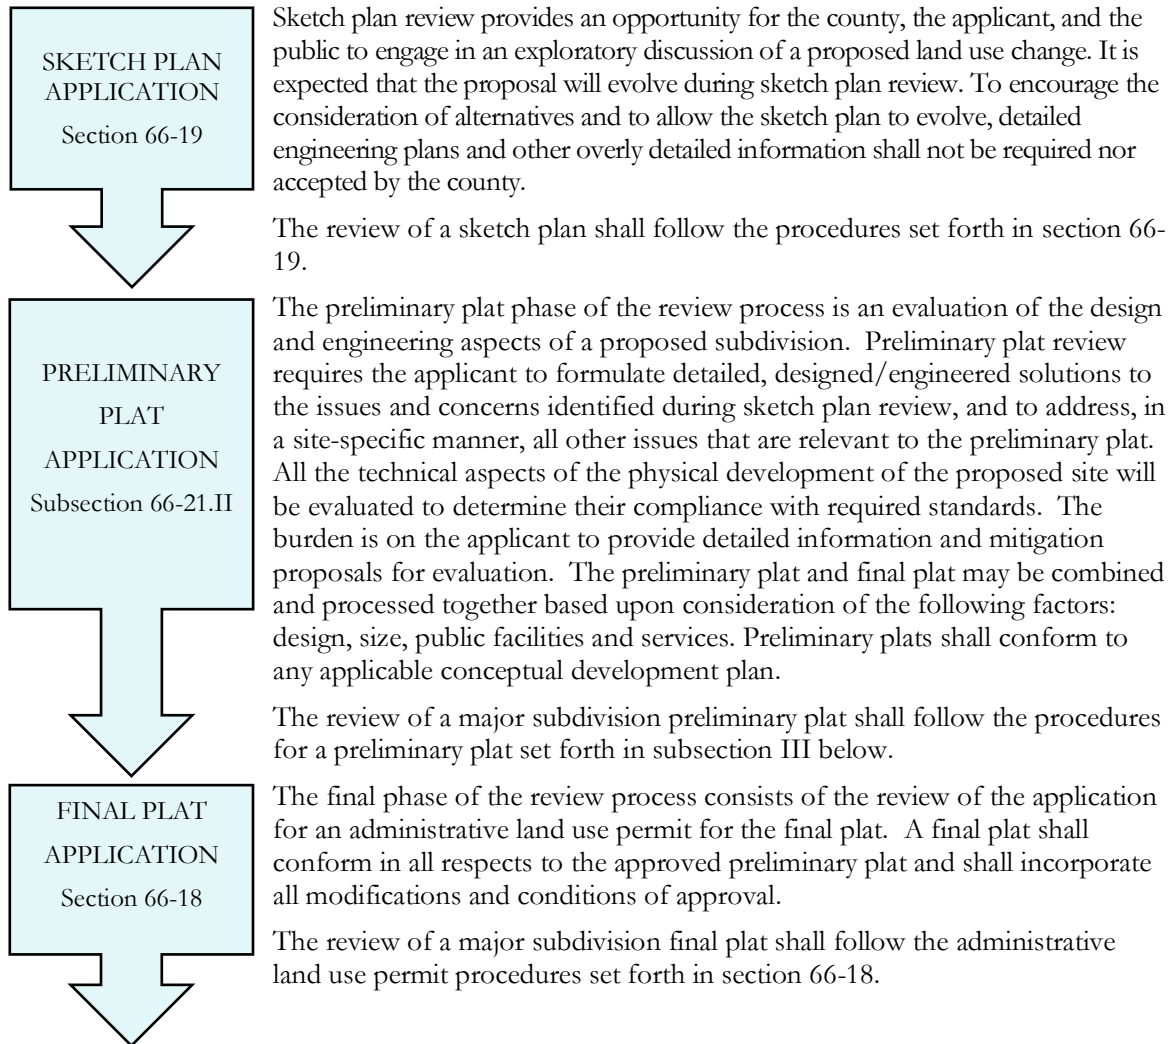 SKETCH PLAN
APPLICATION
Section 66-19
Sketch plan review provides an opportunity for the county, the applicant, and the
public to engage in an exploratory discussion of a proposed land use change. It is
expected that the proposal will evolve during sketch plan review. To encourage the
consideration of alternatives and to allow the sketch plan to evolve, detailed
engineering plans and other overly detailed information shall not be required nor
accepted by the county.
The review of a sketch plan shall follow the procedures set forth in section 66-
19.
PRELIMINARY
PLAT
APPLICATION
Subsection 66-21.II
The preliminary plat phase of the review process is an evaluation of the design
and engineering aspects of a proposed subdivision. Preliminary plat review
requires the applicant to formulate detailed, designed/engineered solutions to
the issues and concerns identified during sketch plan review, and to address, in
a site-specific manner, all other issues that are relevant to the preliminary plat.
All the technical aspects of the physical development of the proposed site will
be evaluated to determine their compliance with required standards. The
burden is on the applicant to provide detailed information and mitigation
proposals for evaluation. The preliminary plat and final plat may be combined
and processed together based upon consideration of the following factors:
design, size, public facilities and services. Preliminary plats shall conform to
any applicable conceptual development plan.
The review of a major subdivision preliminary plat shall follow the procedures
for a preliminary plat set forth in subsection III below.
FINAL PLAT
APPLICATION
Section 66-18
The final phase of the review process consists of the review of the application
for an administrative land use permit for the final plat. A final plat shall
conform in all respects to the approved preliminary plat and shall incorporate
all modifications and conditions of approval.
The review of a major subdivision final plat shall follow the administrative
land use permit procedures set forth in section 66-18.